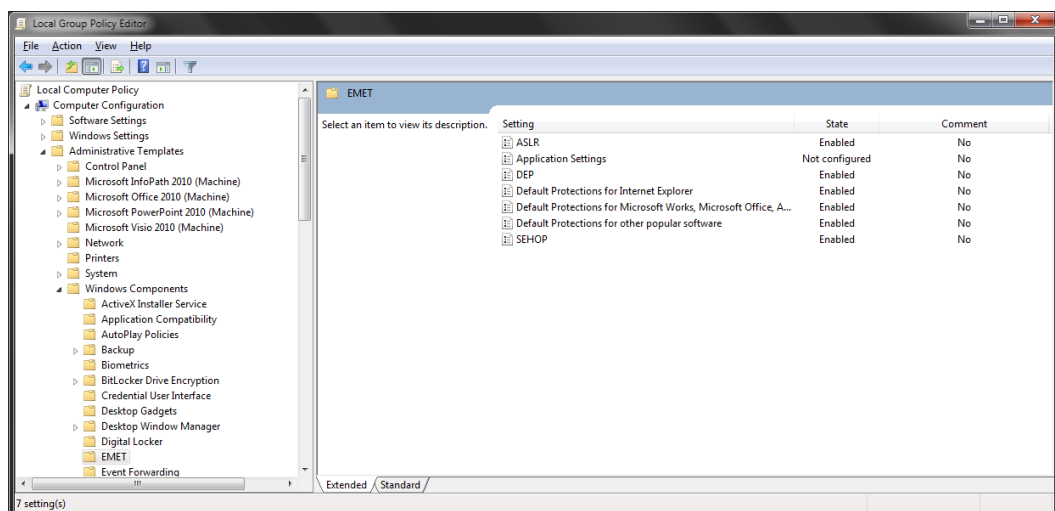 Local Group Policy Editor
File Action View Help
Local Computer Policy
Computer Configuration
Software Settings
Windows Settings
Administrative Templates
Control Panel
Microsoft InfoPath 2010 (Machine)
Microsoft Office 2010 (Machine)
Microsoft PowerPoint 2010 (Machine)
Microsoft Visio 2010 (Machine)
Network
Printers
System
Windows Components
ActiveX Installer Service
Application Compatibility
AutoPlay Policies
Backup
Biometrics
BitLocker Drive Encryption
Credential User Interface
Desktop Gadgets
Desktop Window Manager
Digital Locker
EMET
Event Forwarding
EMET
Select an item to view its description.
Setting State Comment
ASLR Enabled No
Application Settings Not configured No
DEP Enabled No
Default Protections for Internet Explorer Enabled No
Default Protections for Microsoft Works, Microsoft Office, A... Enabled No
Default Protections for other popular software Enabled No
SEHOP Enabled No
Extended Standard
7 setting(s)